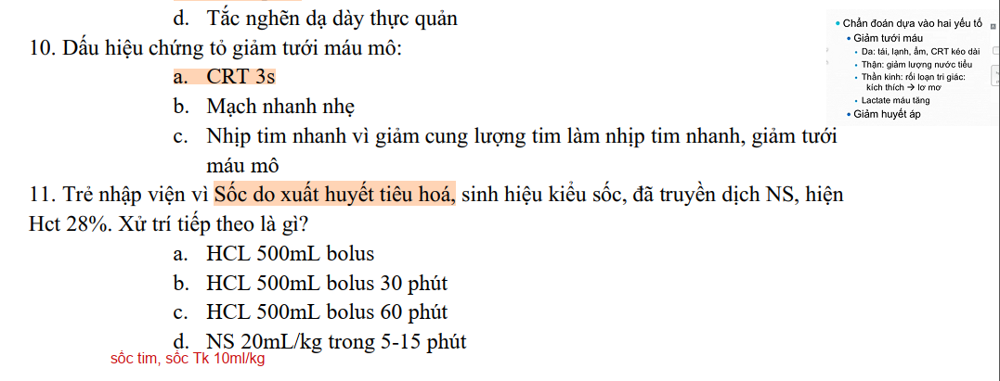 d. Tắc nghẽn dạ dày thực quản
10. Dấu hiệu chứng tỏ giảm tưới máu mô:
a. CRT 3s
b. Mạch nhanh nhẹ
c. Nhịp tim nhanh vì giảm cung lượng tim làm nhịp tim nhanh, giảm tưới
máu mô
11. Trẻ nhập viện vì Sốc do xuất huyết tiêu hoá, sinh hiệu kiểu sốc, đã truyền dịch NS, hiện
Hct 28%. Xử trí tiếp theo là gì?
a. HCL 500mL bolus
b. HCL 500mL bolus 30 phút
c. HCL 500mL bolus 60 phút
d. NS 20mL/kg trong 5-15 phút
sốc tim, sốc Tk 10ml/kg
• Chẩn đoán dựa vào hai yếu tố
• Giảm tưới máu
• Da: tái, lạnh, ẩm, CRT kéo dài
• Thận: giảm lượng nước tiểu
• Thần kinh: rối loạn tri giác:
kích thích → lơ mơ
• Lactate máu tăng
• Giảm huyết áp